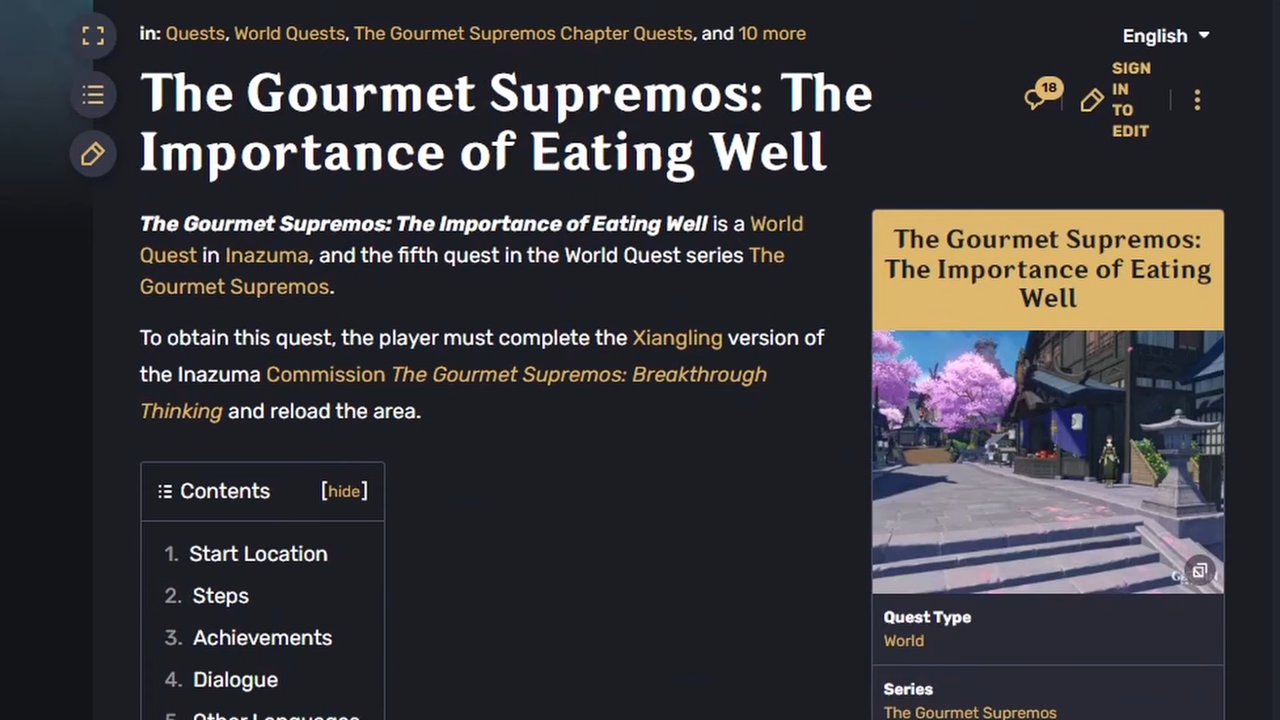 in: Quests, World Quests, The Gourmet Supremos Chapter Quests, and 10 more
English
The Gourmet Supremos: The
Importance of Eating Well
18
SIGN
IN
TO
EDIT
The Gourmet Supremos: The Importance of Eating Well is a World
Quest in Inazuma, and the fifth quest in the World Quest series The
Gourmet Supremos.
To obtain this quest, the player must complete the Xiangling version of
the Inazuma Commission The Gourmet Supremos: Breakthrough
Thinking and reload the area.
Contents [hide]
1. Start Location
2. Steps
3. Achievements
4. Dialogue
5. Other Languages
The Gourmet Supremos:
The Importance of Eating
Well
Quest Type
World
Series
The Gourmet Supremos